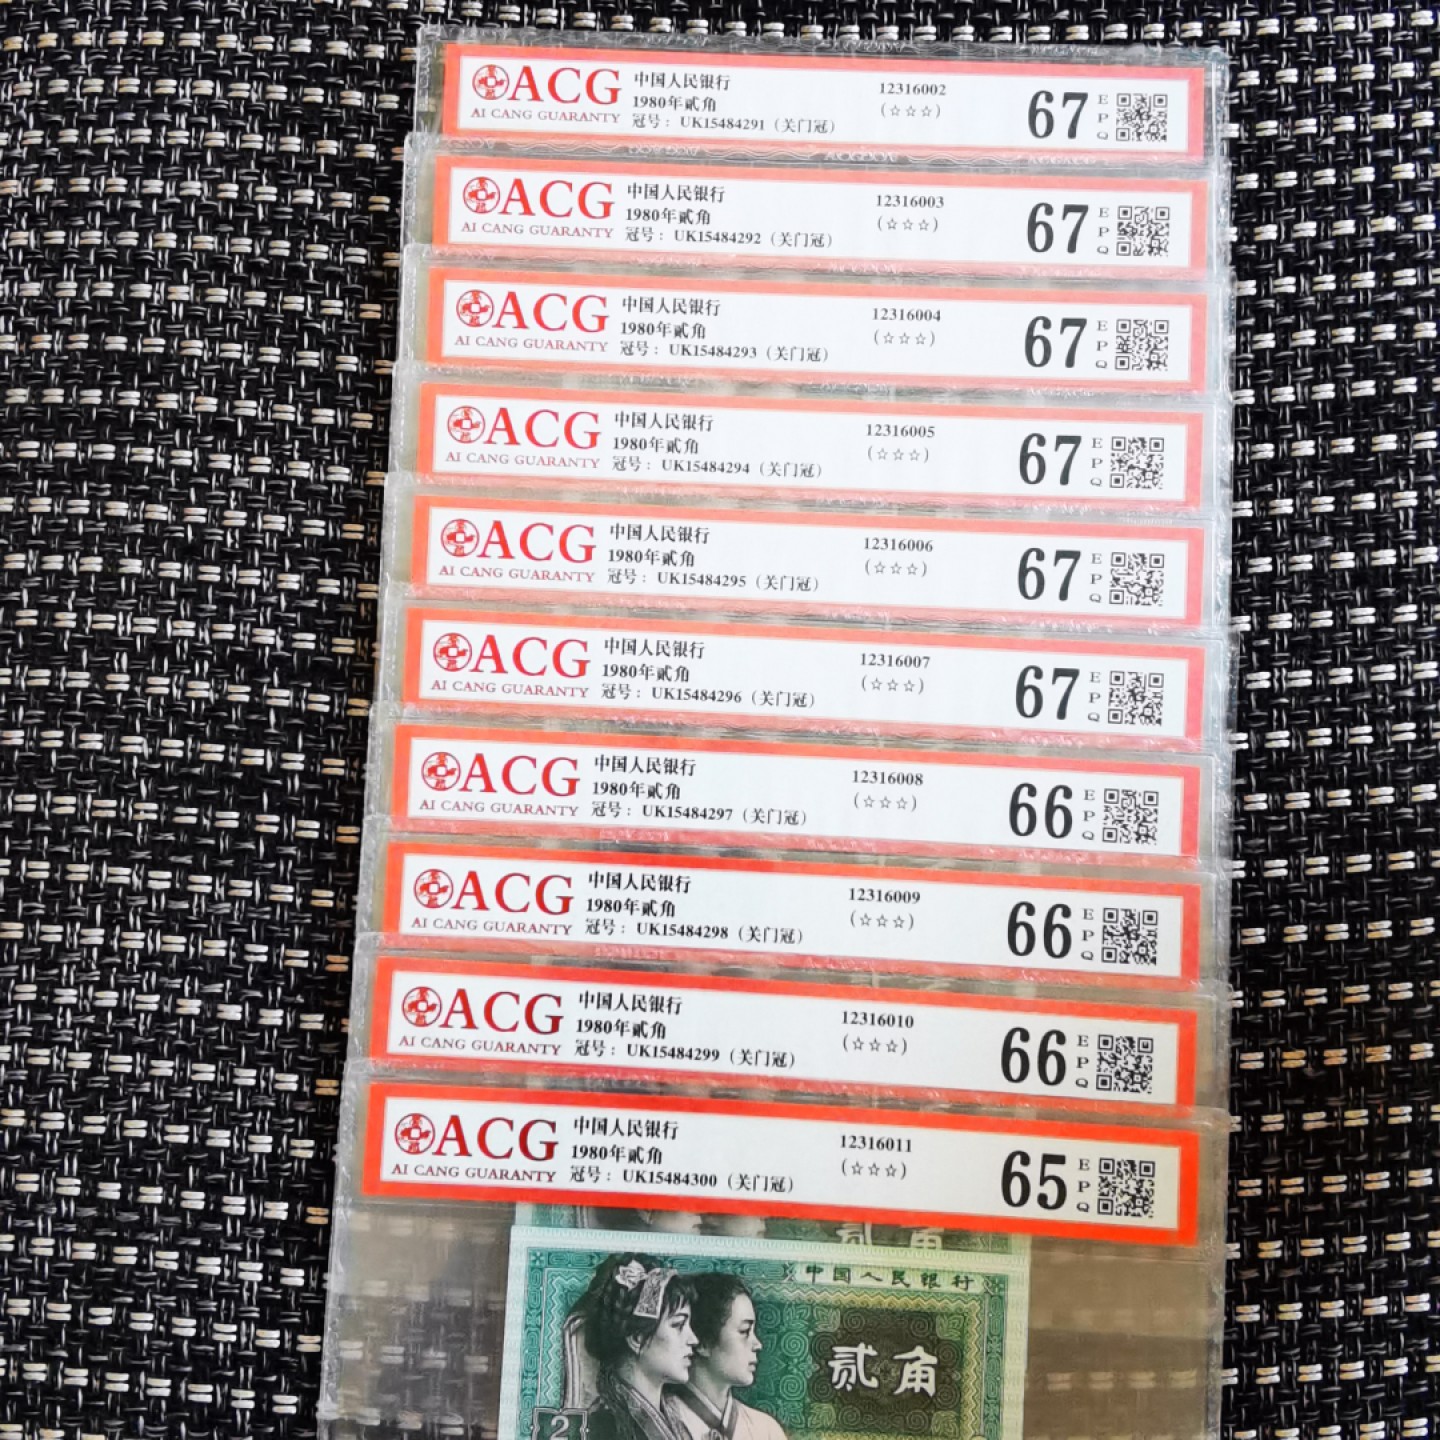 ACG
AI CANG GUARANTY
中国人民银行
1980年贰角
冠号：UK15484291（关门冠）
12316002
（☆☆☆）
67
EPQ
ACG
AI CANG GUARANTY
中国人民银行
1980年贰角
冠号：UK15484292（关门冠）
12316003
（☆☆☆）
67
EPQ
ACG
AI CANG GUARANTY
中国人民银行
1980年贰角
冠号：UK15484293（关门冠）
12316004
（☆☆☆）
67
EPQ
ACG
AI CANG GUARANTY
中国人民银行
1980年贰角
冠号：UK15484294（关门冠）
12316005
（☆☆☆）
67
EPQ
ACG
AI CANG GUARANTY
中国人民银行
1980年贰角
冠号：UK15484295（关门冠）
12316006
（☆☆☆）
67
EPQ
ACG
AI CANG GUARANTY
中国人民银行
1980年贰角
冠号：UK15484296（关门冠）
12316007
（☆☆☆）
67
EPQ
ACG
AI CANG GUARANTY
中国人民银行
1980年贰角
冠号：UK15484297（关门冠）
12316008
（☆☆☆）
66
EPQ
ACG
AI CANG GUARANTY
中国人民银行
1980年贰角
冠号：UK15484298（关门冠）
12316009
（☆☆☆）
66
EPQ
ACG
AI CANG GUARANTY
中国人民银行
1980年贰角
冠号：UK15484299（关门冠）
12316010
（☆☆☆）
66
EPQ
ACG
AI CANG GUARANTY
中国人民银行
1980年贰角
冠号：UK15484300（关门冠）
12316011
（☆☆☆）
65
EPQ
贰角
中国人民银行
贰角
2